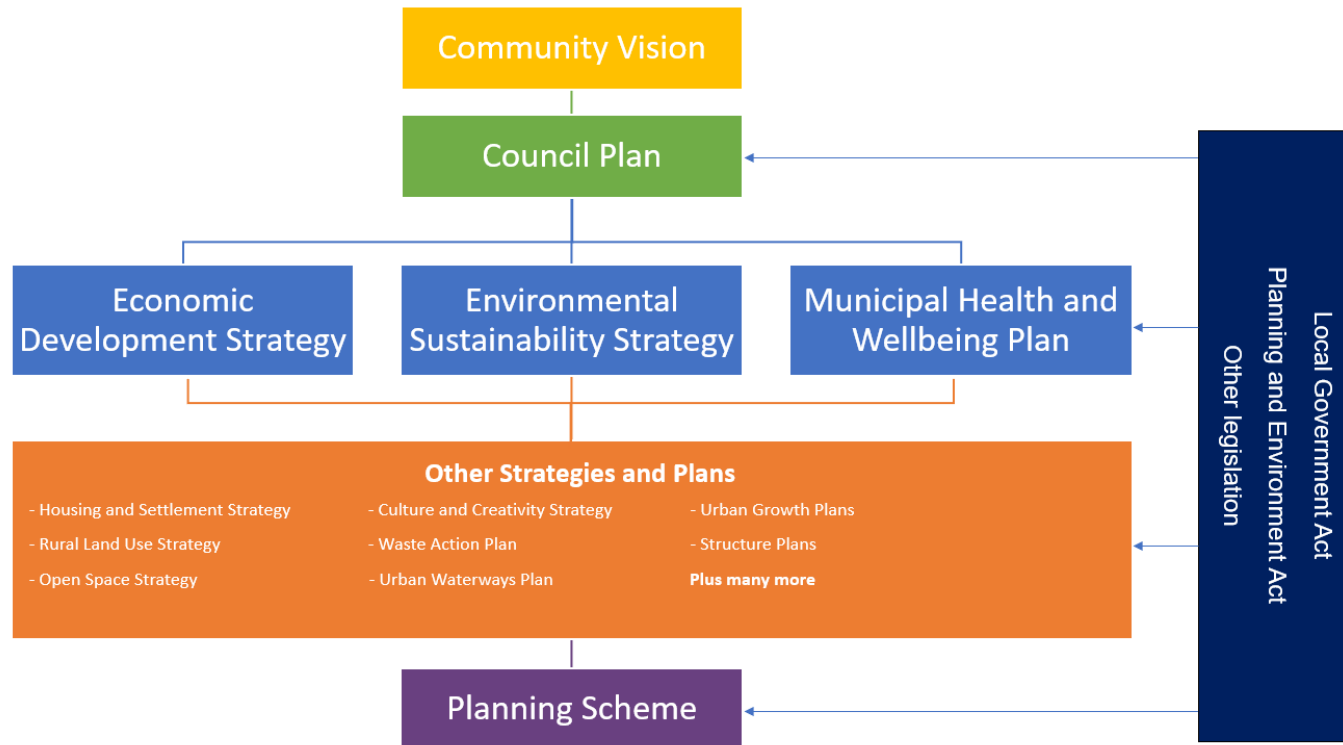 Community Vision
Council Plan
Economic
Development Strategy
Environmental
Sustainability Strategy
Municipal Health and
Wellbeing Plan
Other Strategies and Plans
- Housing and Settlement Strategy
- Rural Land Use Strategy
- Open Space Strategy
- Culture and Creativity Strategy
- Waste Action Plan
- Urban Waterways Plan
- Urban Growth Plans
- Structure Plans
Plus many more
Planning Scheme
Local Government Act
Planning and Environment Act
Other legislation